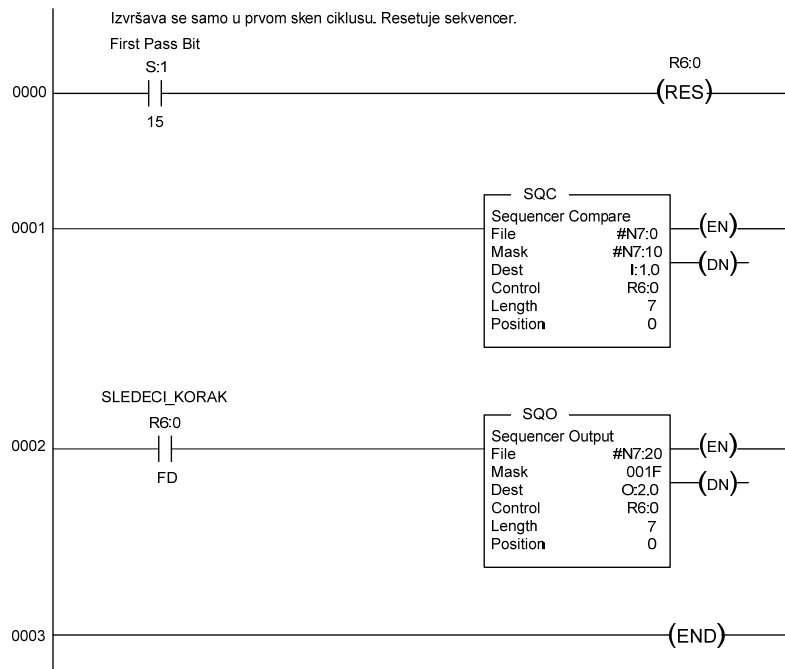 Izvršava se samo u prvom sken ciklusu. Resetuje sekvencer.
First Pass Bit
S:1
R6:0
0000
(RES)
15
SQC
Sequencer Compare
0001
(EN)
File #N7:0
Mask #N7:10
(DN)
Dest I:1.0
Control R6:0
Length 7
Position 0
SLEDECI_KORAK
R6:0
SQO
Sequencer Output
0002
(EN)
File #N7:20
FD
Mask 001F
(DN)
Dest O:2.0
Control R6:0
Length 7
Position 0
0003
(END)